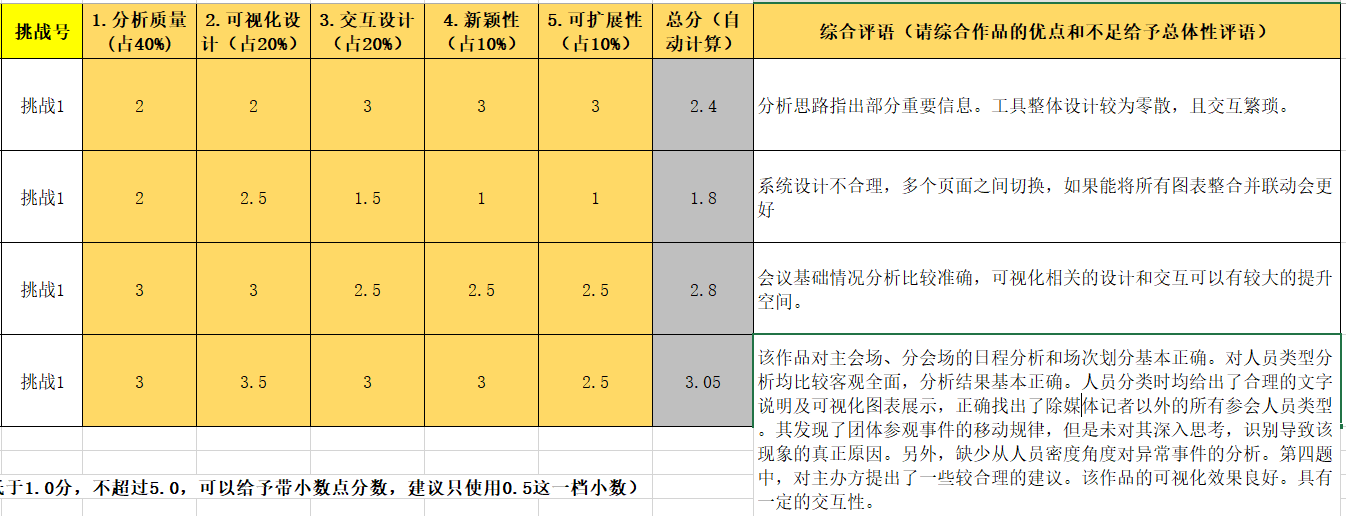 挑战号 1.分析质量(占40%) 2.可视化设计（占20%） 3.交互设计（占20%） 4.新颖性（占10%） 5.可扩展性（占10%） 总分（自动计算） 综合评语（请综合作品的优点和不足给予总体性评语）
挑战1 2 2 3 3 3 2.4 分析思路指出部分重要信息。工具整体设计较为零散，且交互繁琐。
挑战1 2 2.5 1.5 1 1 1.8 系统设计不合理，多个页面之间切换，如果能将所有图表整合并联动会更
好
挑战1 3 3 2.5 2.5 2.5 2.8 会议基础情况分析比较准确，可视化相关的设计和交互可以有较大的提升
空间。
挑战1 3 3.5 3 3 2.5 3.05 该作品对主会场、分会场的日程分析和场次划分基本正确。对人员类型分
析均比较客观全面，分析结果基本正确。人员分类时均给出了合理的文字
说明及可视化图表展示，正确找出了除媒体记者以外的所有参会人员类型
。其发现了团体参观事件的移动规律，但是未对其深入思考，识别导致该
现象的真正原因。另外，缺少从人员密度角度对异常事件的分析。第四题
中，对主办方提出了一些较合理的建议。该作品的可视化效果良好。具有
一定的交互性。
于1.0分，不超过5.0，可以给予带小数点分数，建议只使用0.5这一档小数）